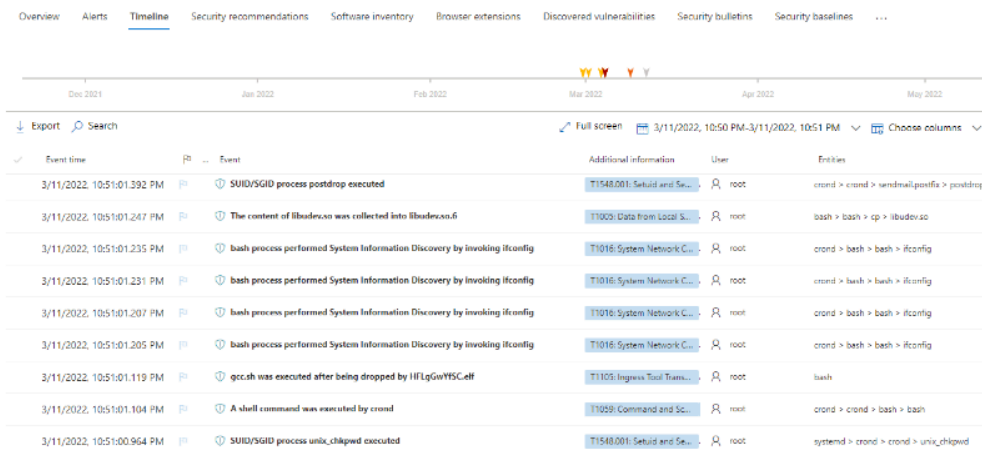 Overview Alerts Timeline Security recommendations Software inventory Browser extensions Discovered vulnerabilities Security bulletins Security baselines ...
Dec 2021 Jan 2022 Feb 2022 Mar 2022 Apr 2022 May 2022
Export Search Full screen 3/11/2022, 10:50 PM-3/11/2022, 10:51 PM Choose columns
Event time ... Event Additional information User Entities
3/11/2022, 10:51:01.392 PM SUID/SGID process postdrop executed T1548.001: Setuid and Se... root crond > crond > sendmail.postfix > postdrop
3/11/2022, 10:51:01.247 PM The content of libudev.so was collected into libudev.so.6 T1005: Data from Local S... root bash > bash > cp > libudev.so
3/11/2022, 10:51:01.235 PM bash process performed System Information Discovery by invoking ifconfig T1016: System Network C... root crond > bash > bash > ifconfig
3/11/2022, 10:51:01.231 PM bash process performed System Information Discovery by invoking ifconfig T1016: System Network C... root crond > bash > bash > ifconfig
3/11/2022, 10:51:01.207 PM bash process performed System Information Discovery by invoking ifconfig T1016: System Network C... root crond > bash > bash > ifconfig
3/11/2022, 10:51:01.205 PM bash process performed System Information Discovery by invoking ifconfig T1016: System Network C... root crond > bash > bash > ifconfig
3/11/2022, 10:51:01.119 PM gcc.sh was executed after being dropped by HFLgGwYfSC.elf T1105: Ingress Tool Trans... root bash
3/11/2022, 10:51:01.104 PM A shell command was executed by crond T1059: Command and Sc... root crond > crond > bash > bash
3/11/2022, 10:51:00.964 PM SUID/SGID process unix_chkpwd executed T1548.001: Setuid and Se... root systemd > crond > crond > unix_chkpwd